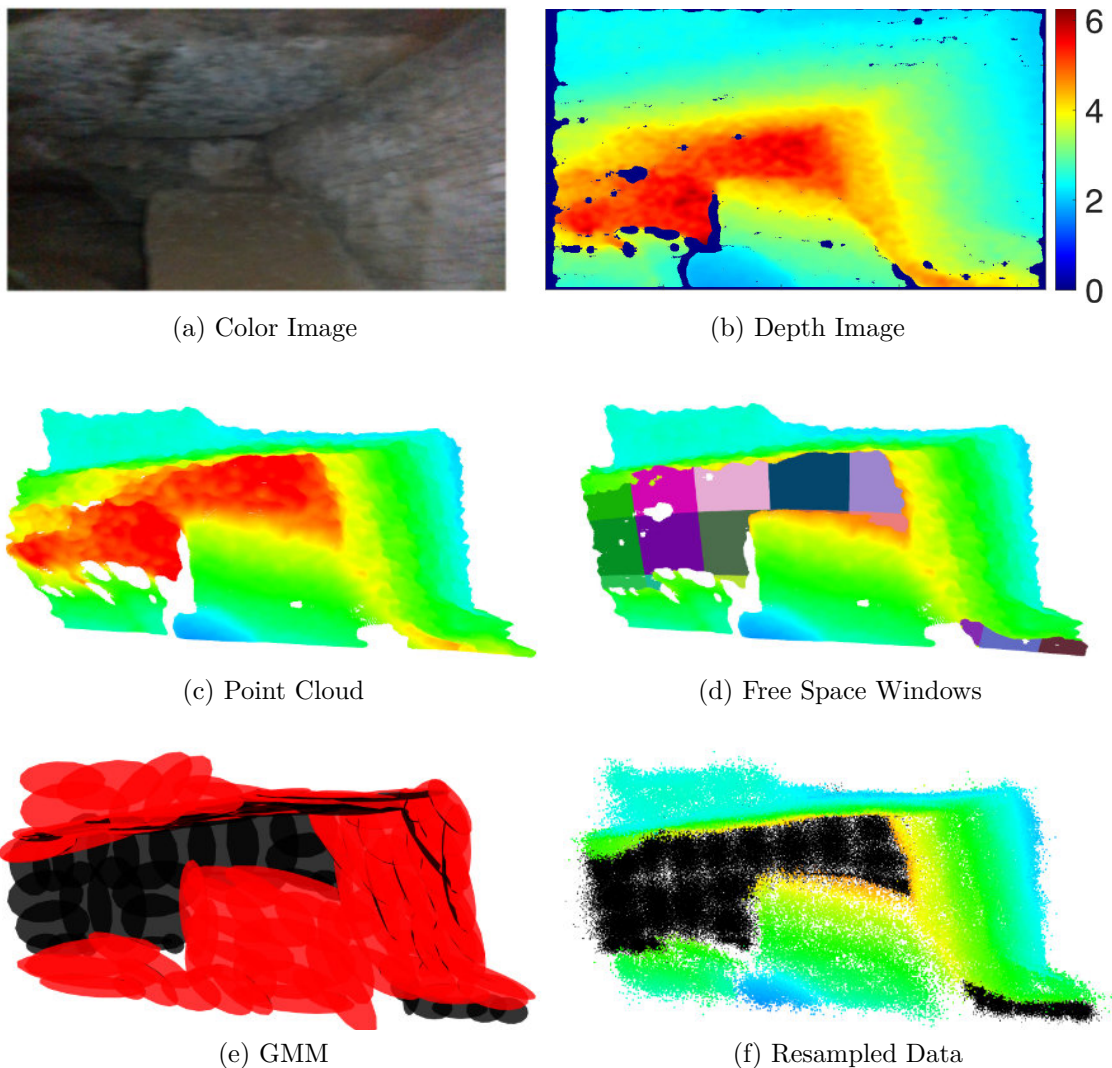 6
4
2
0
(a) Color Image
(b) Depth Image
(c) Point Cloud
(d) Free Space Windows
(e) GMM
(f) Resampled Data